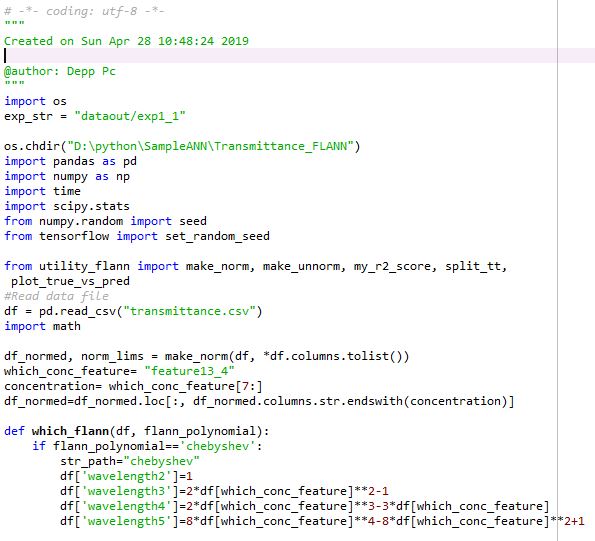 # -*- coding: utf-8 -*-
"""
Created on Sun Apr 28 10:48:24 2019

@author: Depp Pc
"""
import os
exp_str = "dataout/exp1_1"

os.chdir("D:\python\SampleANN\Transmittance_FLANN")
import pandas as pd
import numpy as np
import time
import scipy.stats
from numpy.random import seed
from tensorflow import set_random_seed

from utility_flann import make_norm, make_unnorm, my_r2_score, split_tt,
 plot_true_vs_pred
#Read data file
df = pd.read_csv("transmittance.csv")
import math

df_normed, norm_lims = make_norm(df, *df.columns.tolist())
which_conc_feature= "feature13_4"
concentration= which_conc_feature[7:]
df_normed=df_normed.loc[:, df_normed.columns.str.endswith(concentration)]

def which_flann(df, flann_polynomial):
    if flann_polynomial=='chebyshev':
        str_path="chebyshev"
        df['wavelength2']=1
        df['wavelength3']=2*df[which_conc_feature]**2-1
        df['wavelength4']=2*df[which_conc_feature]**3-3*df[which_conc_feature]
        df['wavelength5']=8*df[which_conc_feature]**4-8*df[which_conc_feature]**2+1